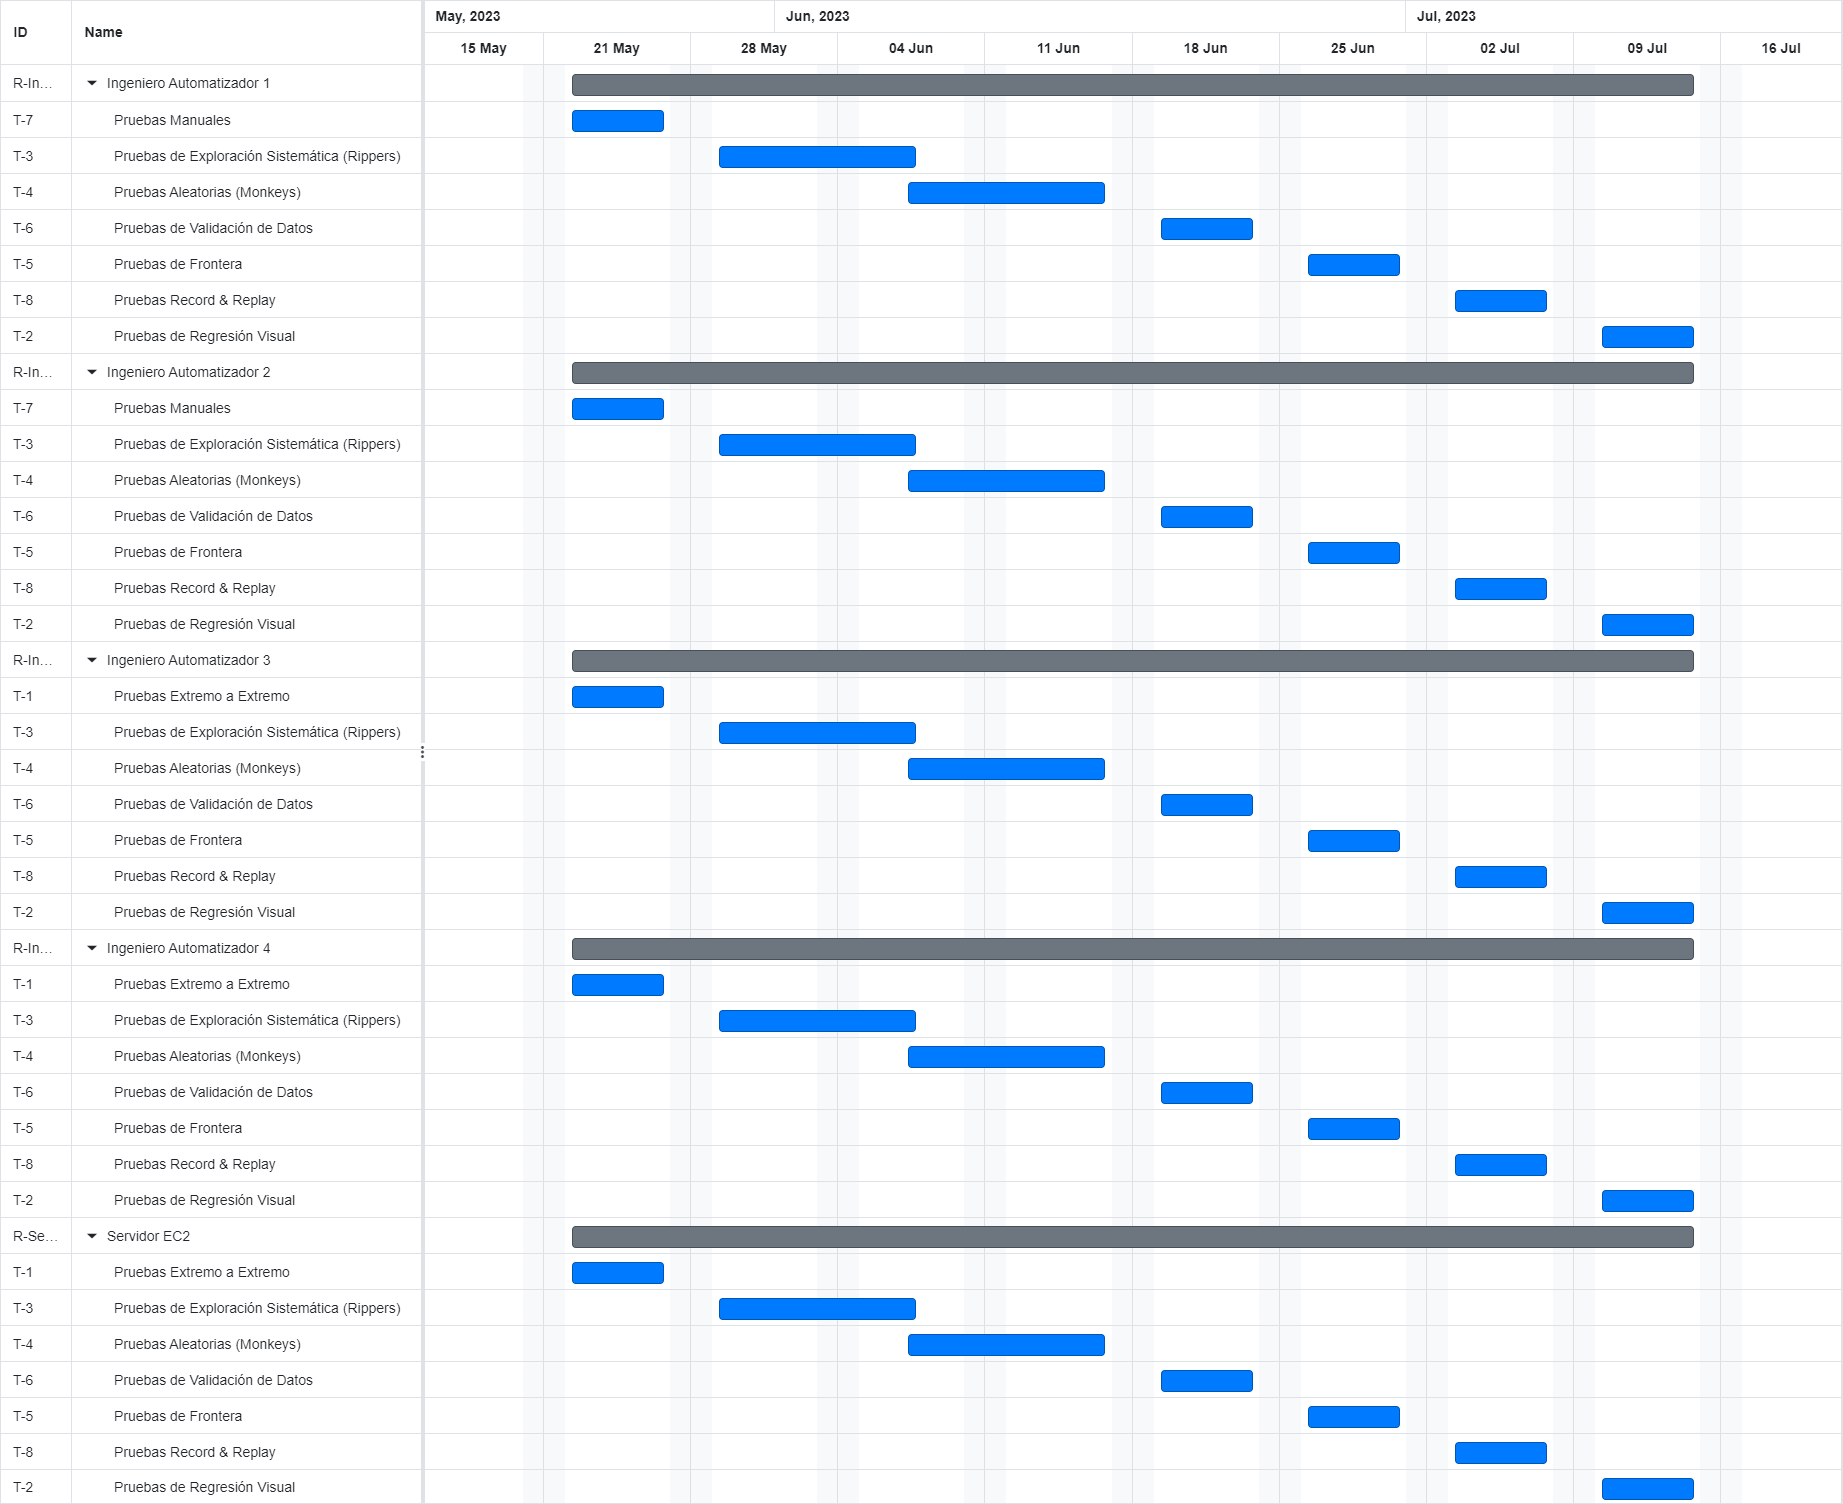 ID Name May, 2023 Jun, 2023 Jul, 2023
15 May 21 May 28 May 04 Jun 11 Jun 18 Jun 25 Jun 02 Jul 09 Jul 16 Jul
R-In... Ingeniero Automatizador 1
T-7 Pruebas Manuales
T-3 Pruebas de Exploración Sistemática (Rippers)
T-4 Pruebas Aleatorias (Monkeys)
T-6 Pruebas de Validación de Datos
T-5 Pruebas de Frontera
T-8 Pruebas Record & Replay
T-2 Pruebas de Regresión Visual
R-In... Ingeniero Automatizador 2
T-7 Pruebas Manuales
T-3 Pruebas de Exploración Sistemática (Rippers)
T-4 Pruebas Aleatorias (Monkeys)
T-6 Pruebas de Validación de Datos
T-5 Pruebas de Frontera
T-8 Pruebas Record & Replay
T-2 Pruebas de Regresión Visual
R-In... Ingeniero Automatizador 3
T-1 Pruebas Extremo a Extremo
T-3 Pruebas de Exploración Sistemática (Rippers)
T-4 Pruebas Aleatorias (Monkeys)
T-6 Pruebas de Validación de Datos
T-5 Pruebas de Frontera
T-8 Pruebas Record & Replay
T-2 Pruebas de Regresión Visual
R-In... Ingeniero Automatizador 4
T-1 Pruebas Extremo a Extremo
T-3 Pruebas de Exploración Sistemática (Rippers)
T-4 Pruebas Aleatorias (Monkeys)
T-6 Pruebas de Validación de Datos
T-5 Pruebas de Frontera
T-8 Pruebas Record & Replay
T-2 Pruebas de Regresión Visual
R-Se... Servidor EC2
T-1 Pruebas Extremo a Extremo
T-3 Pruebas de Exploración Sistemática (Rippers)
T-4 Pruebas Aleatorias (Monkeys)
T-6 Pruebas de Validación de Datos
T-5 Pruebas de Frontera
T-8 Pruebas Record & Replay
T-2 Pruebas de Regresión Visual